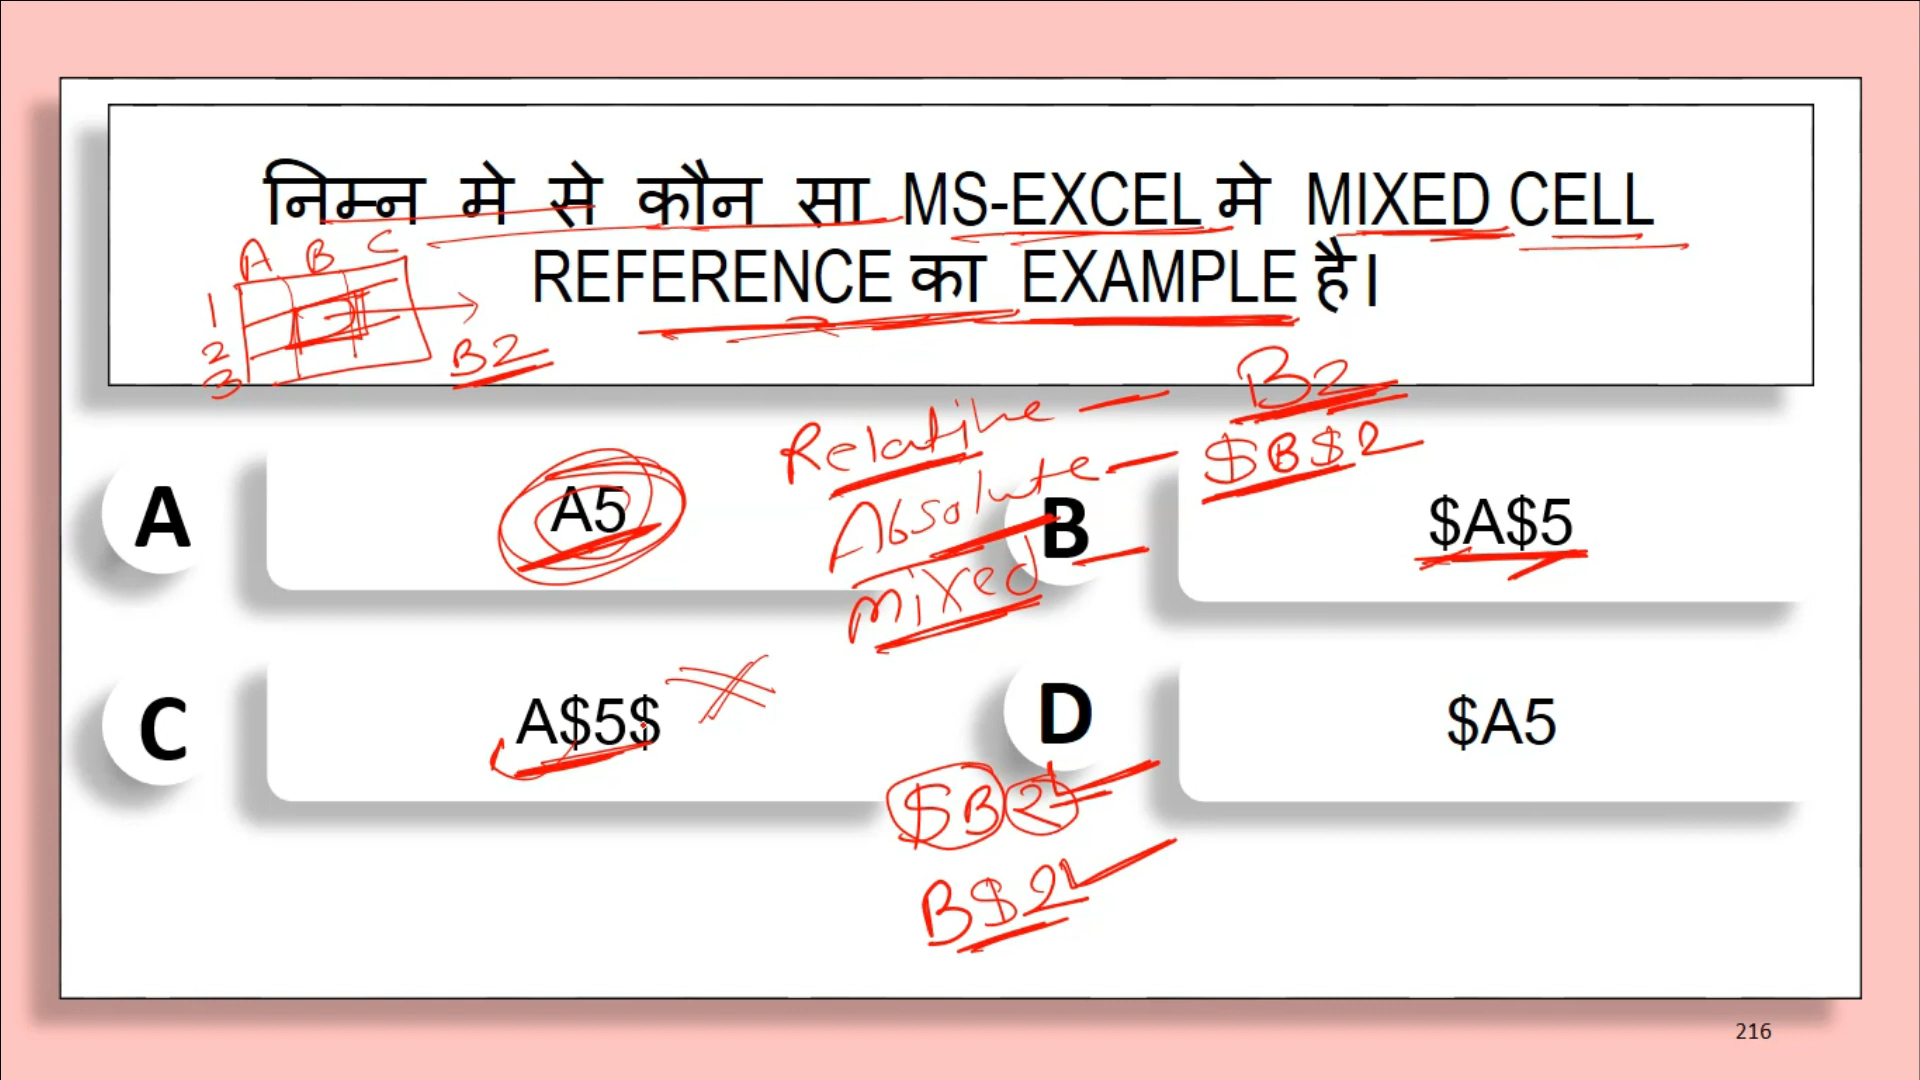 निम्न मे से कौन सा MS-EXCEL मे MIXED CELL
REFERENCE का EXAMPLE है।
A B C
1
2
3
B2
Relative — B2
Absolute — $B$2
Mixed —
A
A5
B
$A$5
C
A$5$
D
$A5
$B2
B$2
216